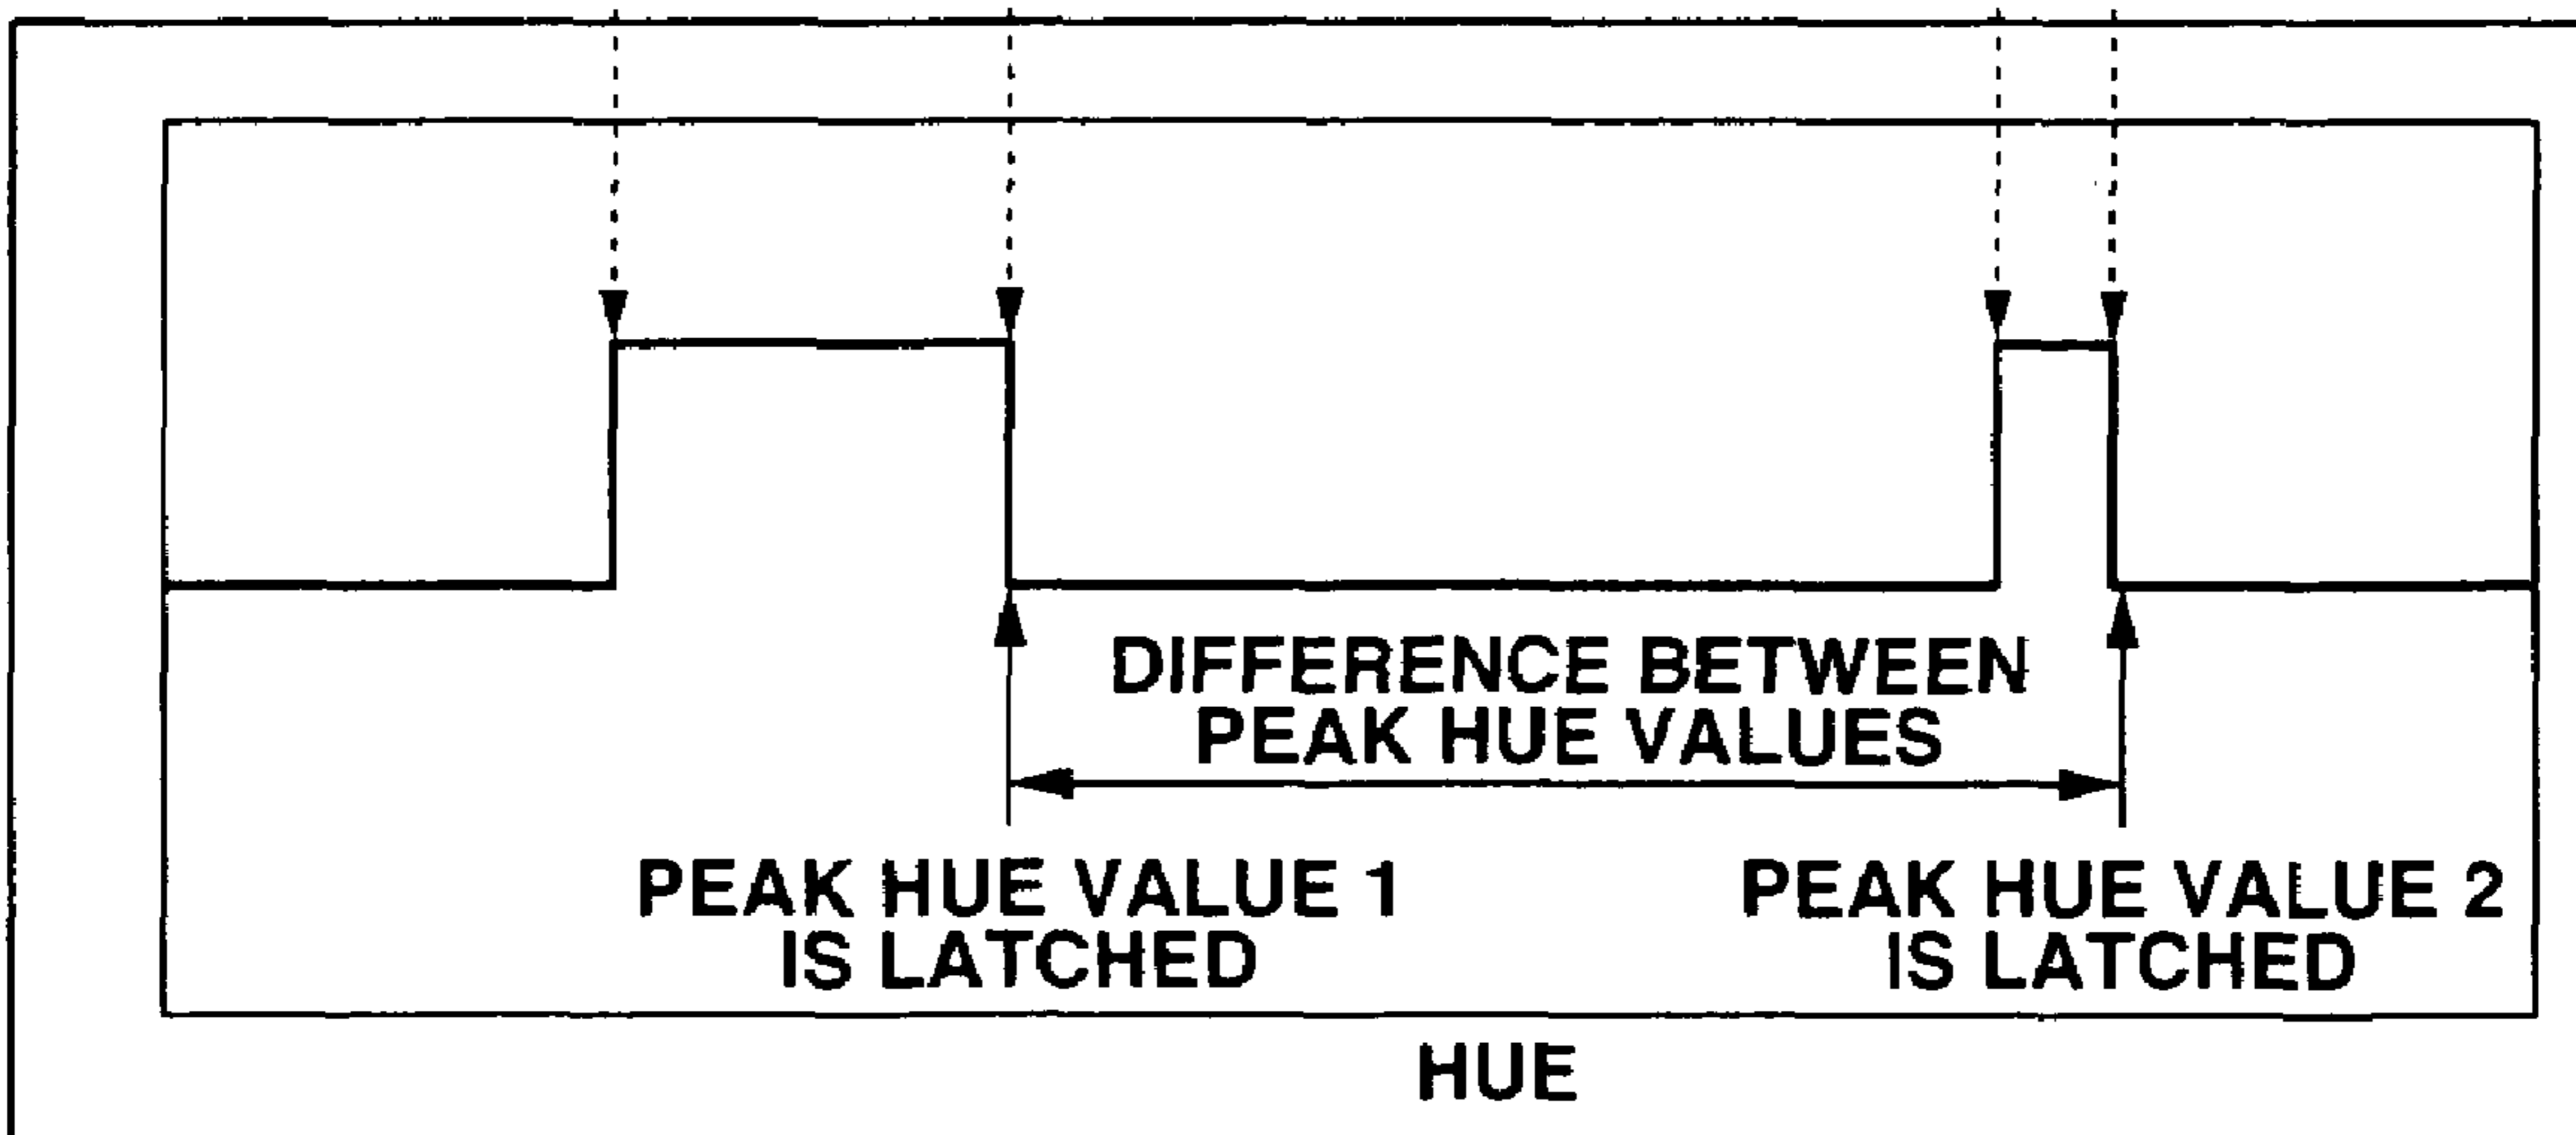 DIFFERENCE BETWEEN
PEAK HUE VALUES
PEAK HUE VALUE 1
IS LATCHED
PEAK HUE VALUE 2
IS LATCHED
HUE